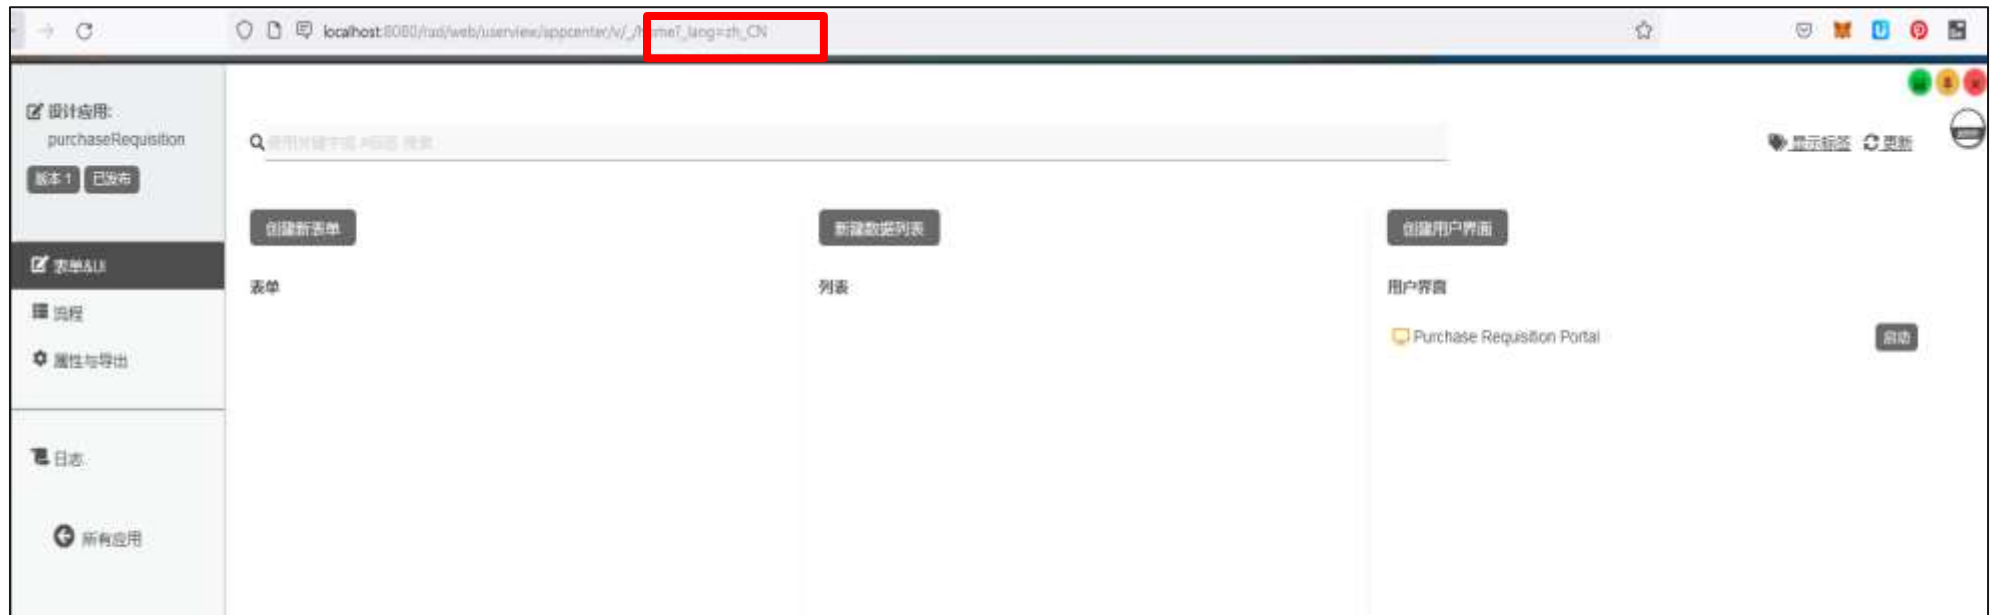 localhost:8080/rad/web/userview/appcenter/v/_/home?_lang=zh_CN
设计应用:
purchaseRequisition
版本 1 已发布
显示标签 更新
创建新表单 新建数据列表 创建用户界面
表单&UI
表单 列表 用户界面
流程
Purchase Requisition Portal 启动
属性与导出
日志
所有应用